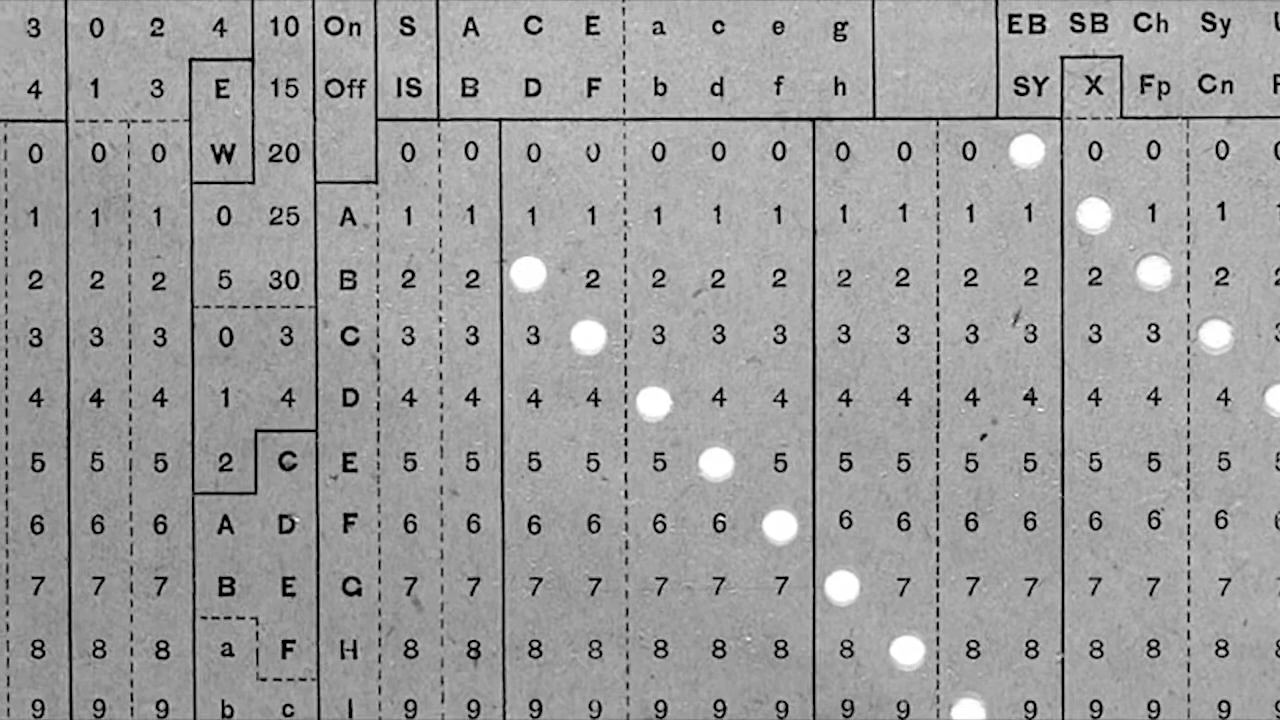 3 0 2 4 10 On S A C E a c e g EB SB Ch Sy
4 1 3 E 15 Off IS B D F b d f h SY X Fp Cn
0 0 0 W 20 0 0 0 0 0 0 0 0 0 0 0 0
1 1 1 0 25 A 1 1 1 1 1 1 1 1 1 1 1 1 1
2 2 2 5 30 B 2 2 2 2 2 2 2 2 2 2 2 2
3 3 3 0 3 C 3 3 3 3 3 3 3 3 3 3 3 3
4 4 4 1 4 D 4 4 4 4 4 4 4 4 4 4 4 4 4
5 5 5 2 C E 5 5 5 5 5 5 5 5 5 5 5 5 5
6 6 6 A D F 6 6 6 6 6 6 6 6 6 6 6 6 6
7 7 7 B E G 7 7 7 7 7 7 7 7 7 7 7 7 7
8 8 8 a F H 8 8 8 8 8 8 8 8 8 8 8 8 8
9 9 9 b c I 9 9 9 9 9 9 9 9 9 9 9 9 9